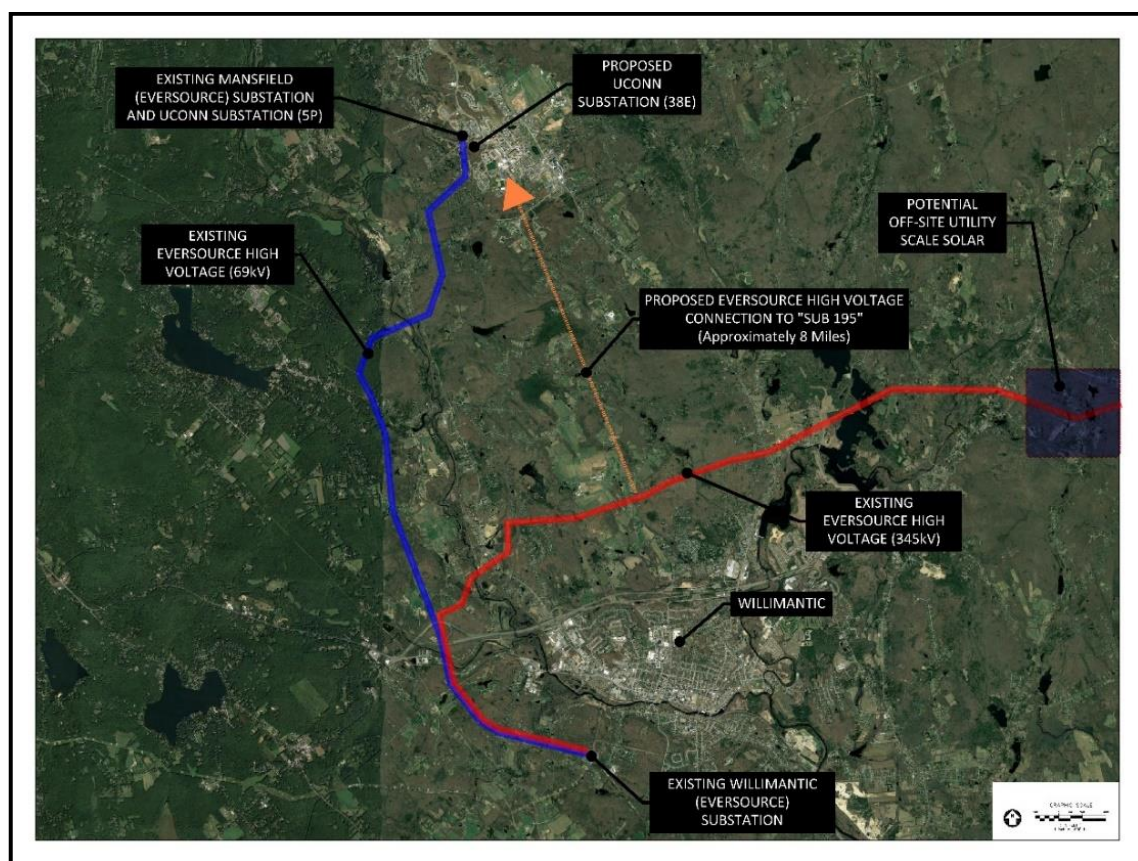 EXISTING MANSFIELD
(EVERSOURCE) SUBSTATION
AND UCONN SUBSTATION (5P)
PROPOSED
UCONN
SUBSTATION (38E)
POTENTIAL
OFF-SITE UTILITY
SCALE SOLAR
EXISTING
EVERSOURCE HIGH
VOLTAGE (69kV)
PROPOSED EVERSOURCE HIGH VOLTAGE
CONNECTION TO "SUB 195"
(Approximately 8 Miles)
EXISTING
EVERSOURCE HIGH
VOLTAGE (345kV)
WILLIMANTIC
EXISTING WILLIMANTIC
(EVERSOURCE)
SUBSTATION
GRAPHIC SCALE